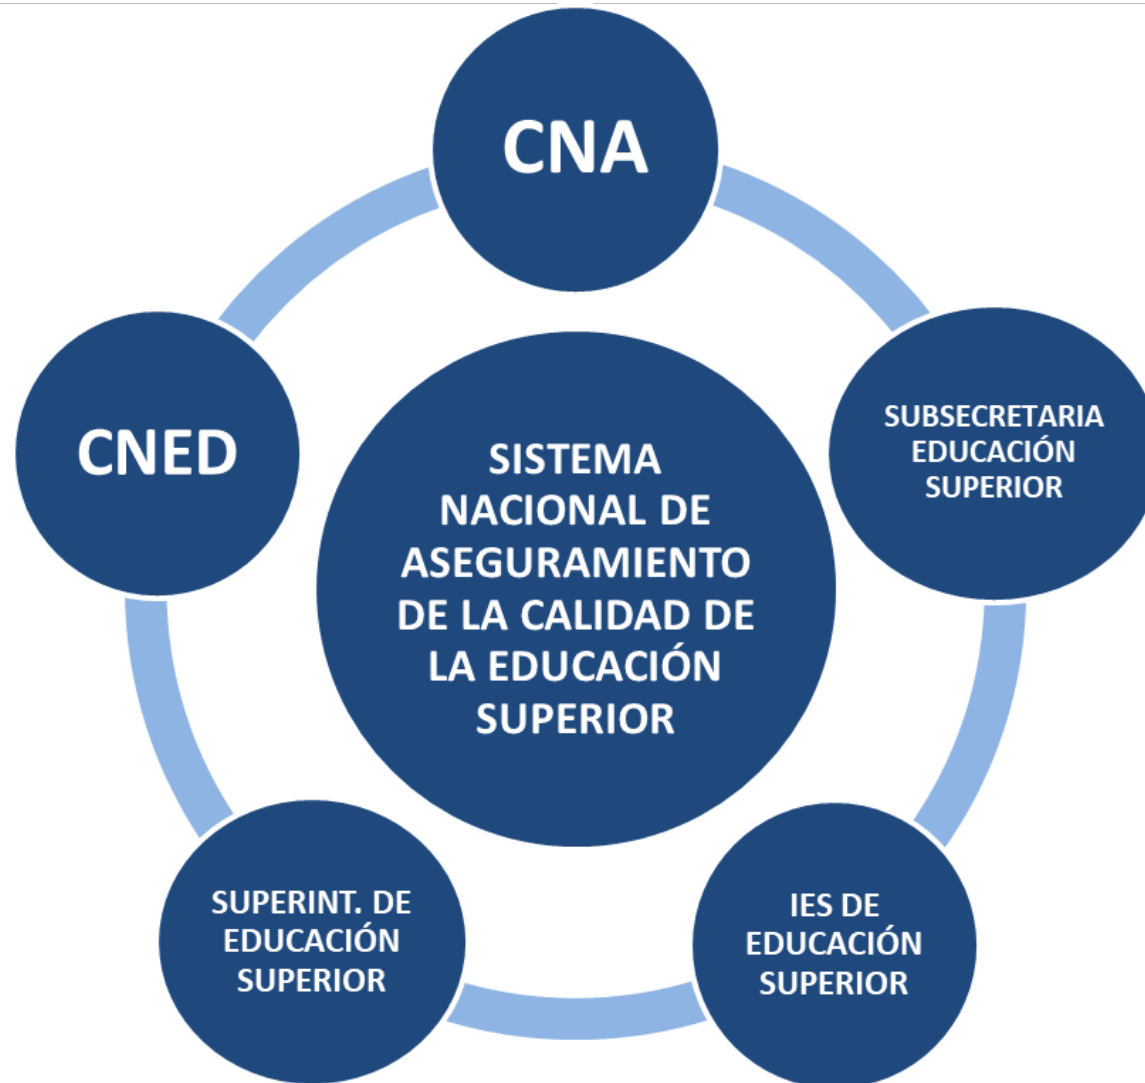 CNA
CNED
SUBSECRETARIA
EDUCACIÓN
SUPERIOR
SISTEMA
NACIONAL DE
ASEGURAMIENTO
DE LA CALIDAD DE
LA EDUCACIÓN
SUPERIOR
SUPERINT. DE
EDUCACIÓN
SUPERIOR
IES DE
EDUCACIÓN
SUPERIOR